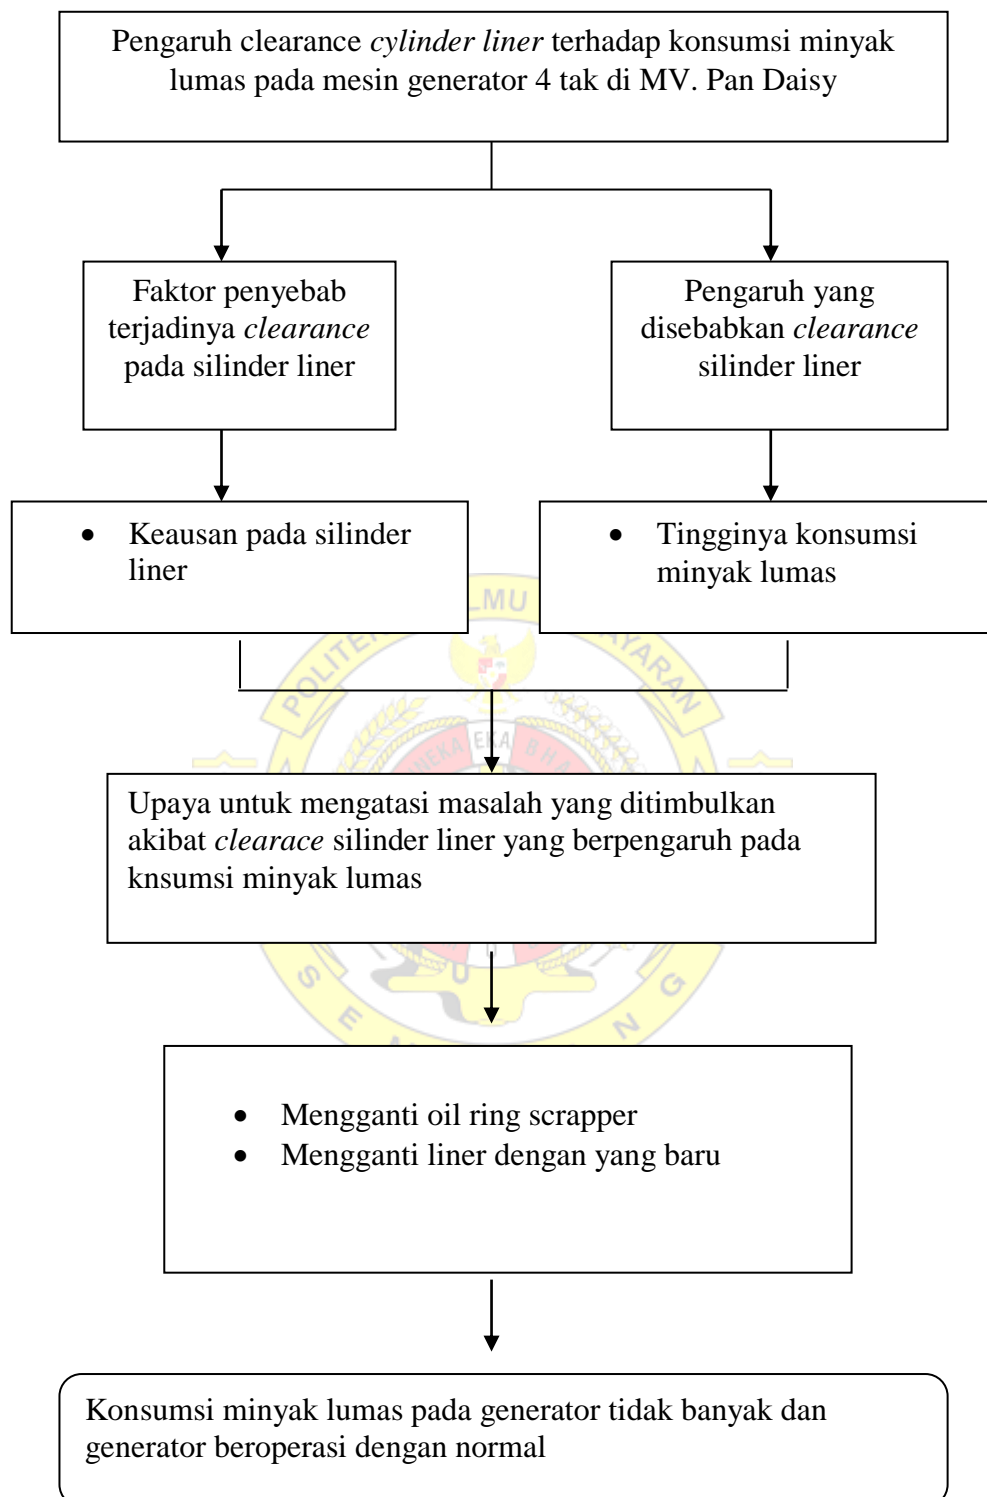 Pengaruh clearance cylinder liner terhadap konsumsi minyak
lumas pada mesin generator 4 tak di MV. Pan Daisy
Faktor penyebab
terjadinya clearance
pada silinder liner
Pengaruh yang
disebabkan clearance
silinder liner
• Keausan pada silinder
liner
• Tingginya konsumsi
minyak lumas
Upaya untuk mengatasi masalah yang ditimbulkan
akibat clearace silinder liner yang berpengaruh pada
knsumsi minyak lumas
• Mengganti oil ring scrapper
• Mengganti liner dengan yang baru
Konsumsi minyak lumas pada generator tidak banyak dan
generator beroperasi dengan normal